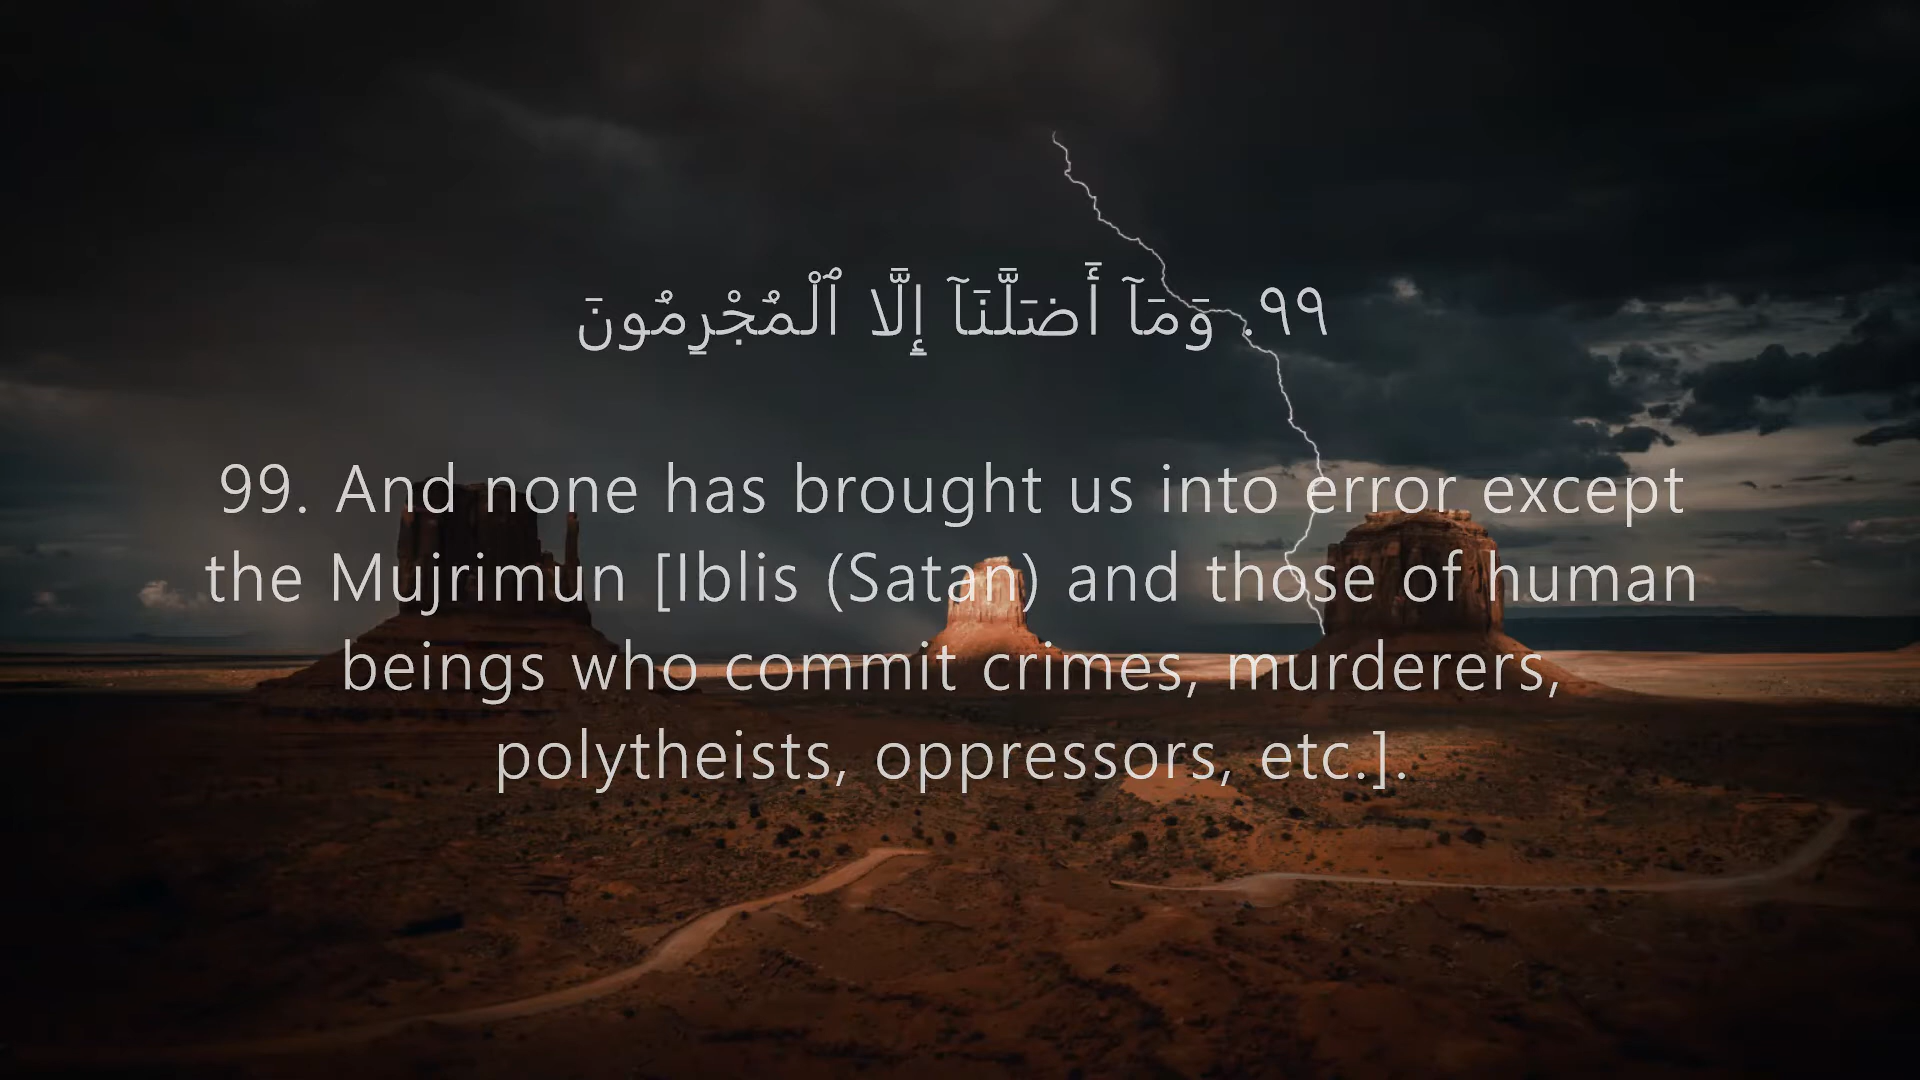 ٩٩. وَمَآ أَضَلَّنَآ إِلَّا ٱلْمُجْرِمُونَ
99. And none has brought us into error except
the Mujrimun [Iblis (Satan) and those of human
beings who commit crimes, murderers,
polytheists, oppressors, etc.].